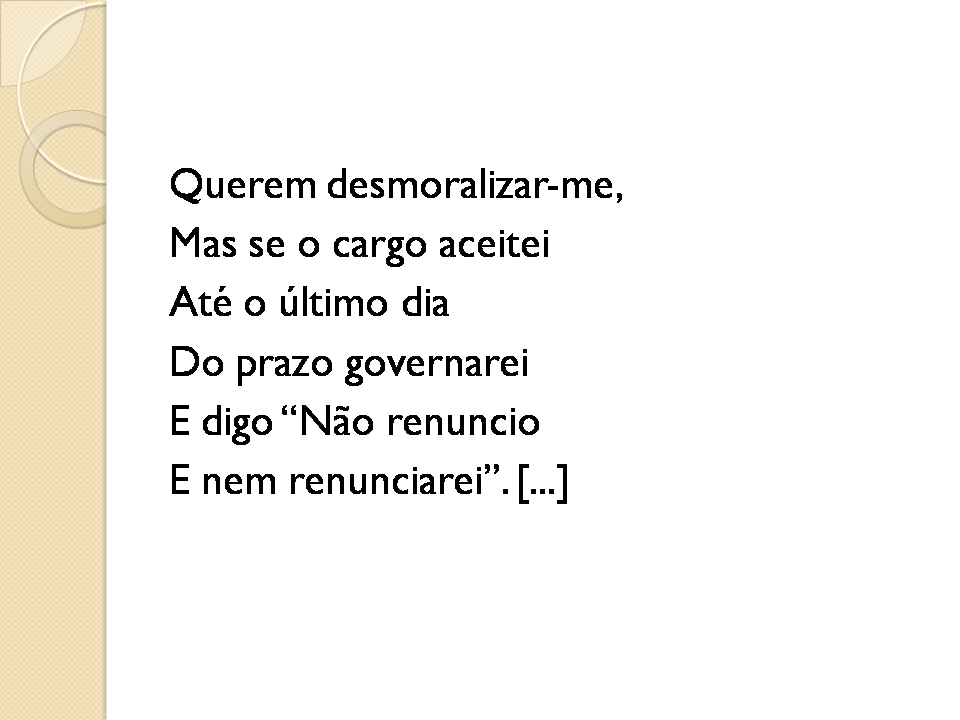 Querem desmoralizar-me,
Mas se o cargo aceitei
Até o último dia
Do prazo governarei
E digo “Não renuncio
E nem renunciarei”. [...]